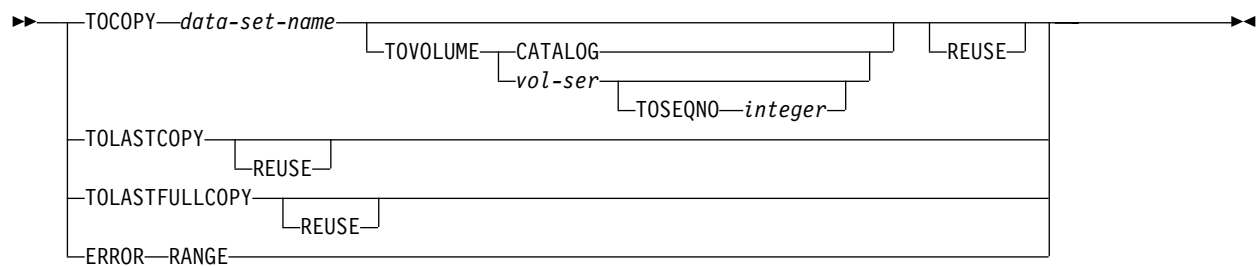 TOCOPY data-set-name
TOVOLUME CATALOG REUSE
vol-ser
TOSEQNO integer
TOLASTCOPY
REUSE
TOLASTFULLCOPY
REUSE
ERROR RANGE